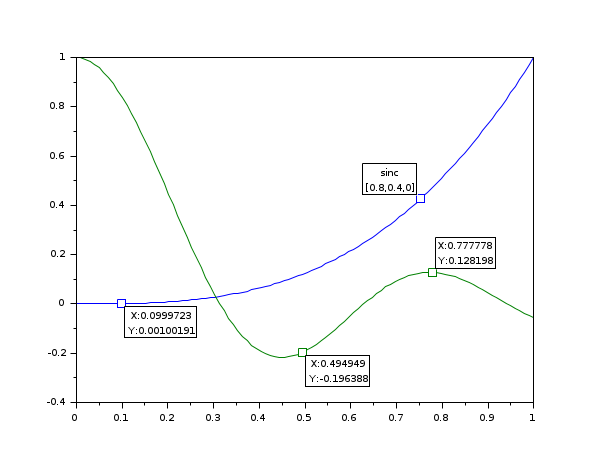 1
0.8
0.6
0.4
0.2
0
-0.2
-0.4
sinc
[0.8,0.4,0]
X:0.777778
Y:0.128198
X:0.0999723
Y:0.00100191
X:0.494949
Y:-0.196388
0 0.1 0.2 0.3 0.4 0.5 0.6 0.7 0.8 0.9 1